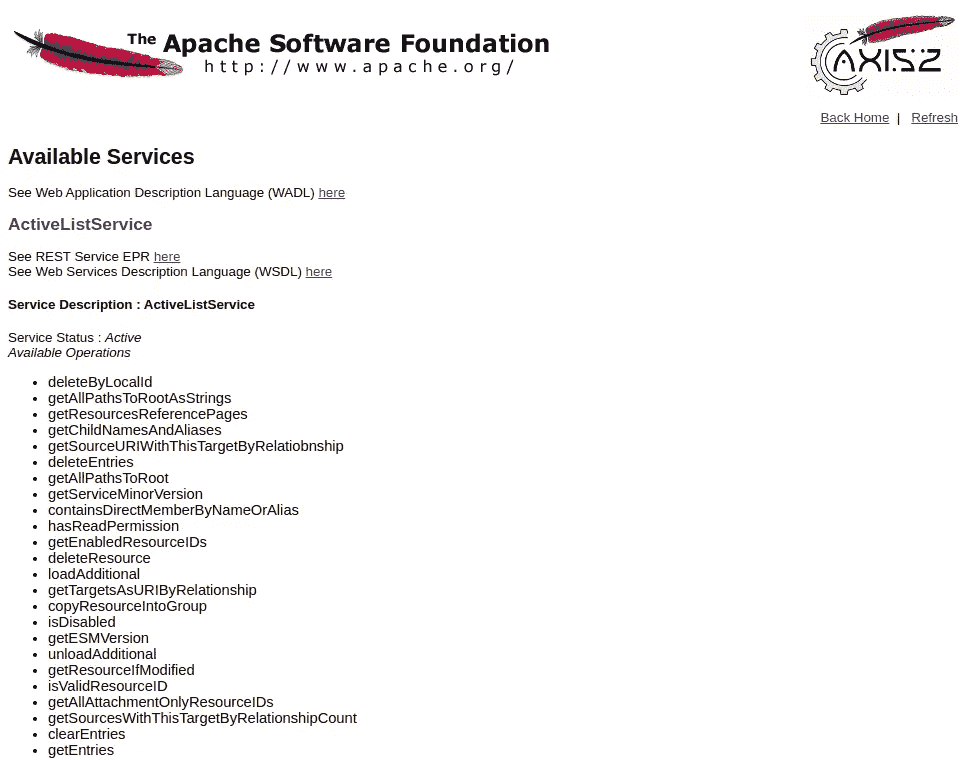 The Apache Software Foundation
http://www.apache.org/
AXIS2
Back Home | Refresh
Available Services
See Web Application Description Language (WADL) here
ActiveListService
See REST Service EPR here
See Web Services Description Language (WSDL) here
Service Description : ActiveListService
Service Status : Active
Available Operations
• deleteByLocalId
• getAllPathsToRootAsStrings
• getResourcesReferencePages
• getChildNamesAndAliases
• getSourceURIWithThisTargetByRelatiobnship
• deleteEntries
• getAllPathsToRoot
• getServiceMinorVersion
• containsDirectMemberByNameOrAlias
• hasReadPermission
• getEnabledResourceIDs
• deleteResource
• loadAdditional
• getTargetsAsURIByRelationship
• copyResourceIntoGroup
• isDisabled
• getESMVersion
• unloadAdditional
• getResourceIfModified
• isValidResourceID
• getAllAttachmentOnlyResourceIDs
• getSourcesWithThisTargetByRelationshipCount
• clearEntries
• getEntries